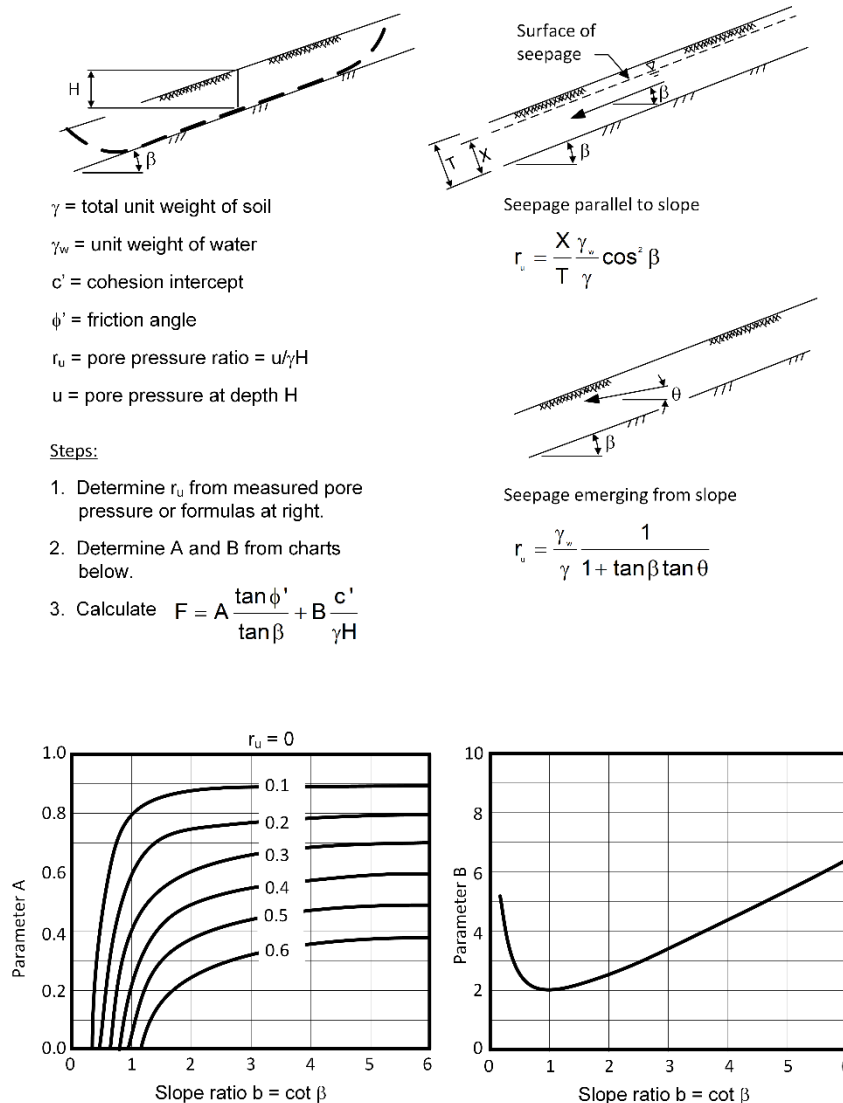 H
β
γ = total unit weight of soil
γw = unit weight of water
c' = cohesion intercept
ϕ' = friction angle
ru = pore pressure ratio = u/γH
u = pore pressure at depth H
Steps:
1. Determine ru from measured pore
pressure or formulas at right.
2. Determine A and B from charts
below.
3. Calculate F = A tanϕ'/tanβ + B c'/γH
Surface of
seepage
β
T
X
β
Seepage parallel to slope
ru = X/T γw/γ cos² β
θ
β
Seepage emerging from slope
ru = γw/γ 1/(1 + tanβ tanθ)
ru = 0
1.0
0.8
0.6
0.4
0.2
0.0
Parameter A
0.1
0.2
0.3
0.4
0.5
0.6
0 1 2 3 4 5 6
Slope ratio b = cot β
10
8
6
4
2
0
Parameter B
0 1 2 3 4 5 6
Slope ratio b = cot β